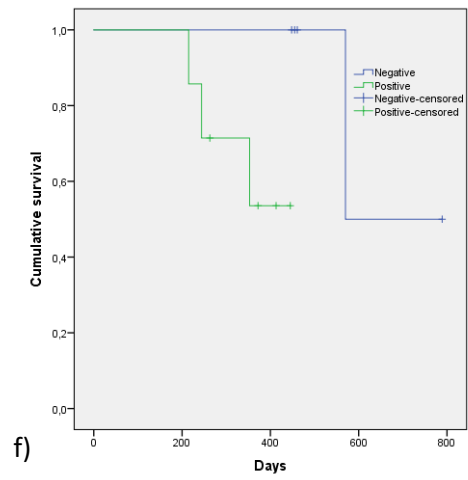 1,0
0,8
0,6
0,4
0,2
0,0
Cumulative survival
Negative
Positive
Negative-censored
Positive-censored
0 200 400 600 800
Days
f)